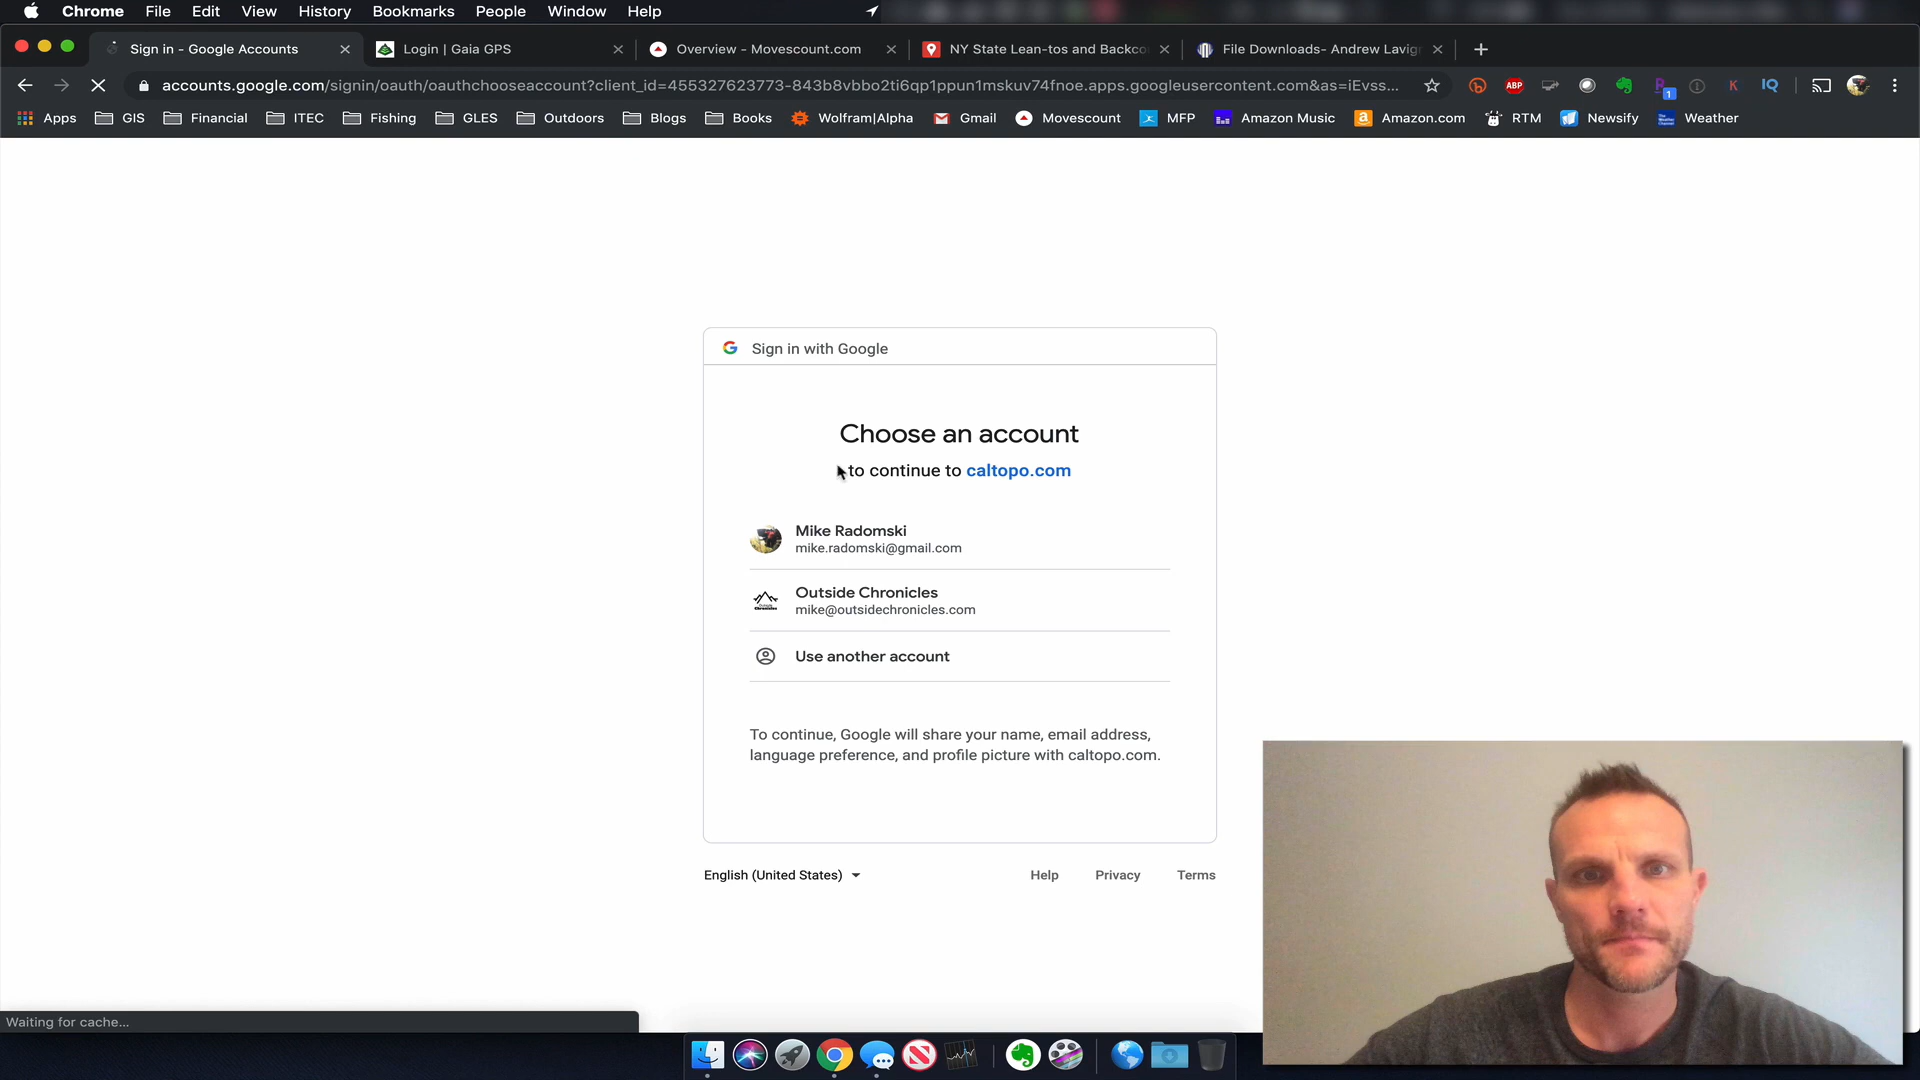 Chrome File Edit View History Bookmarks People Window Help
Sign in - Google Accounts Login | Gaia GPS Overview - Movescount.com NY State Lean-tos and Backco File Downloads- Andrew Lavign
accounts.google.com/signin/oauth/oauthchooseaccount?client_id=455327623773-843b8vbbo2ti6qp1ppun1mskuv74fnoe.apps.googleusercontent.com&as=iEvss...
ABP 1 K IQ
Apps GIS Financial ITEC Fishing GLES Outdoors Blogs Books Wolfram|Alpha Gmail Movescount MFP Amazon Music Amazon.com RTM Newsify Weather
Sign in with Google
Choose an account
to continue to caltopo.com
Mike Radomski
mike.radomski@gmail.com
Outside Chronicles
mike@outsidechronicles.com
Use another account
To continue, Google will share your name, email address,
language preference, and profile picture with caltopo.com.
English (United States) Help Privacy Terms
Waiting for cache...